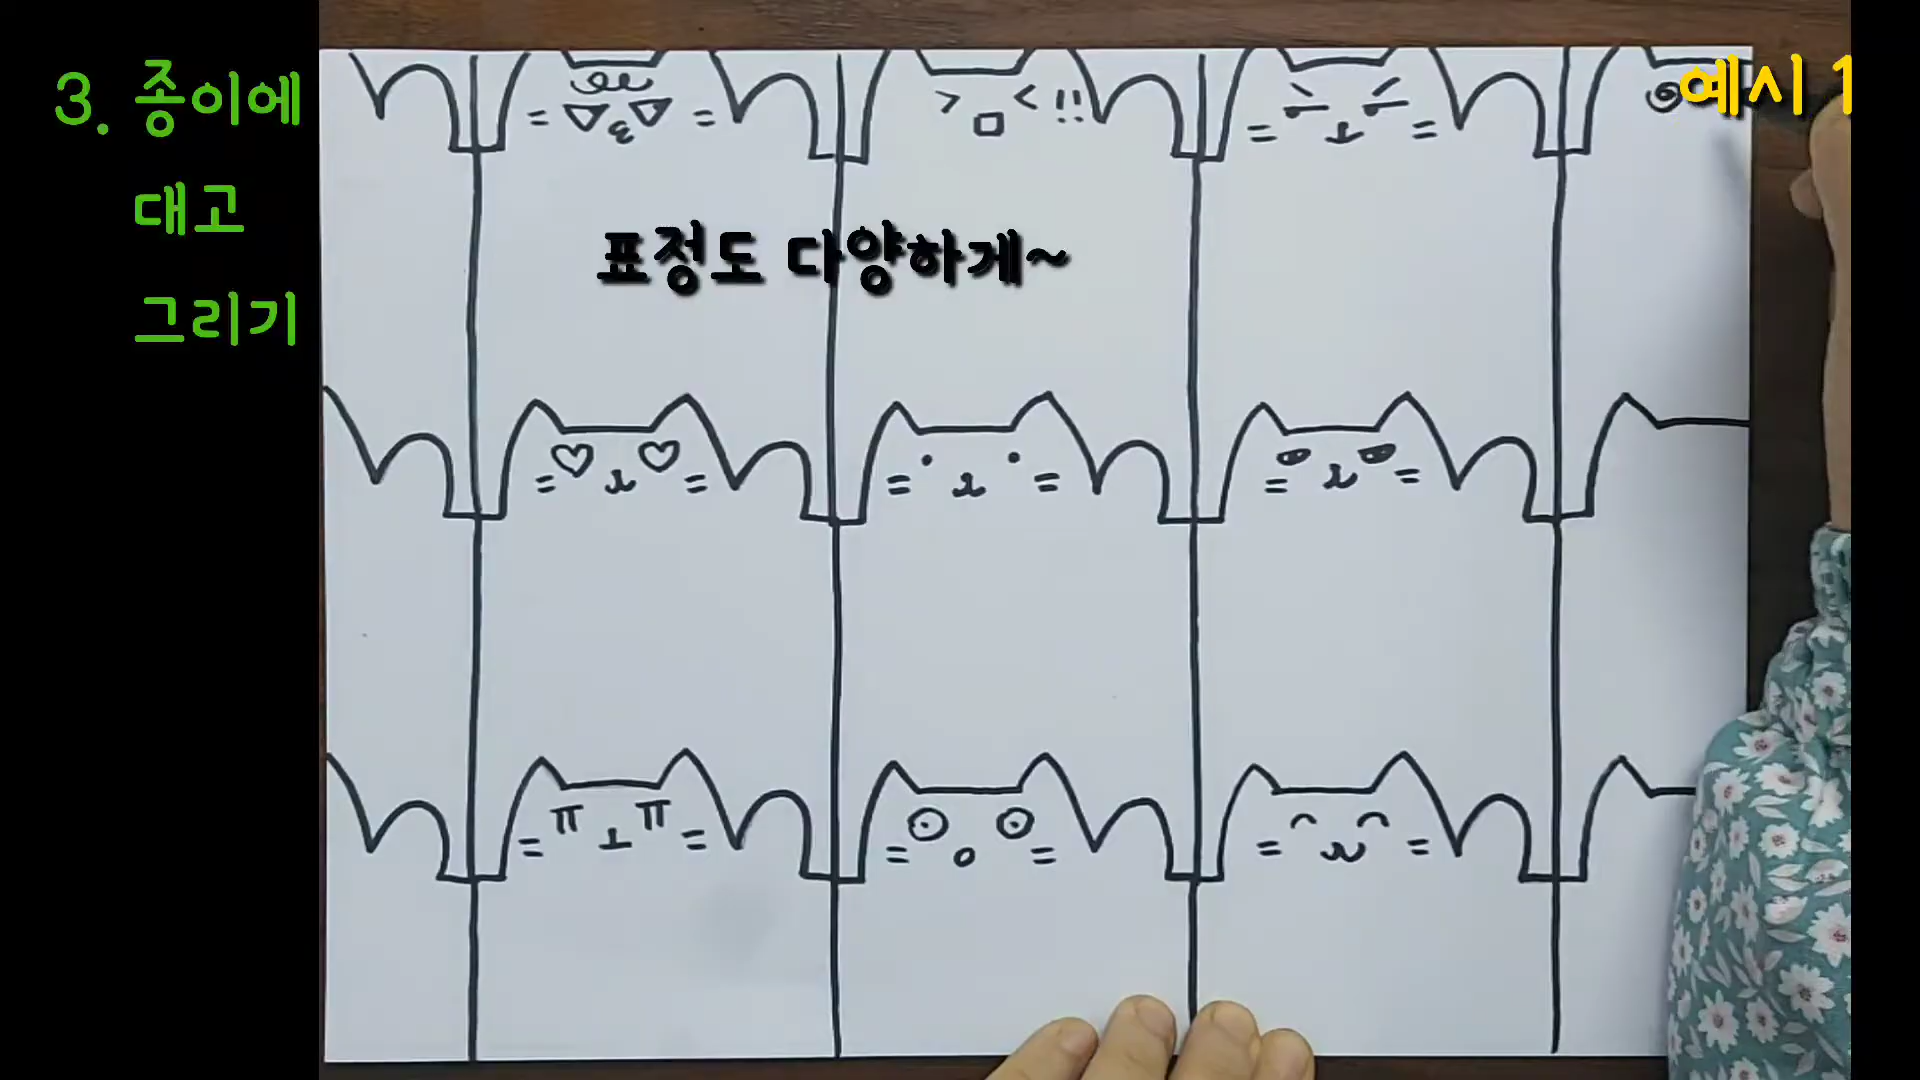 3. 종이에
대고
그리기
예시 1
표정도 다양하게~